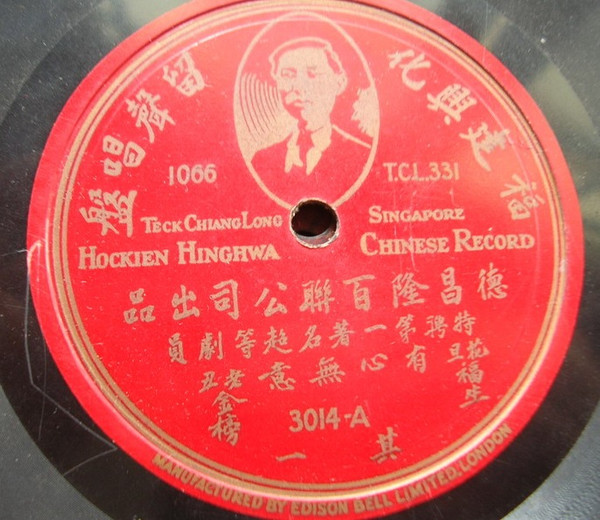 福建興化留聲唱盤
1066
T.C.L.331
TECK CHIANG LONG SINGAPORE
HOCKIEN HINGHWA CHINESE RECORD
德昌隆百聯公司出品
特聘第一著名超等劇員
花旦福生
有心無意
老丑金榜
3014-A
其一
MANUFACTURED BY EDISON BELL LIMITED, LONDON